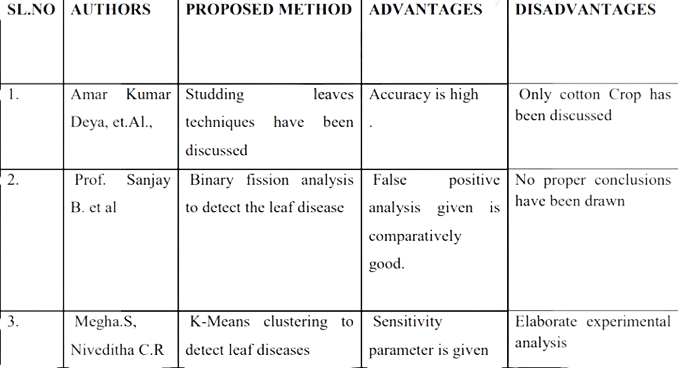 SL.NO AUTHORS PROPOSED METHOD ADVANTAGES DISADVANTAGES
1. Amar Kumar Studding leaves Accuracy is high Only cotton Crop has
Deya, et.Al., techniques have been . been discussed
discussed
2. Prof. Sanjay Binary fission analysis False positive No proper conclusions
B. et al to detect the leaf disease analysis given is have been drawn
comparatively
good.
3. Megha.S, K-Means clustering to Sensitivity Elaborate experimental
Niveditha C.R detect leaf diseases parameter is given analysis